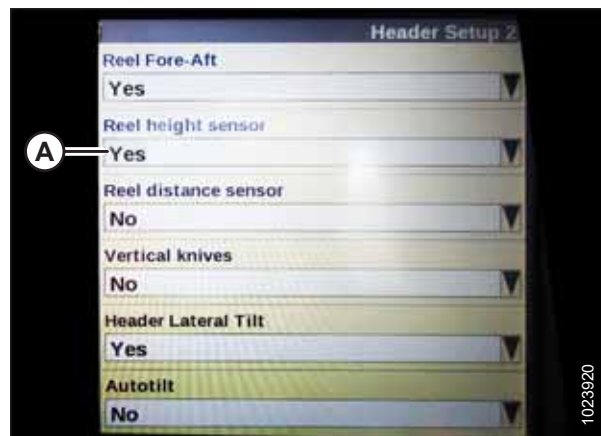 Header Setup 2
Reel Fore-Aft
Yes
Reel height sensor
A
Yes
Reel distance sensor
No
Vertical knives
No
Header Lateral Tilt
Yes
Autotilt
No
1023920